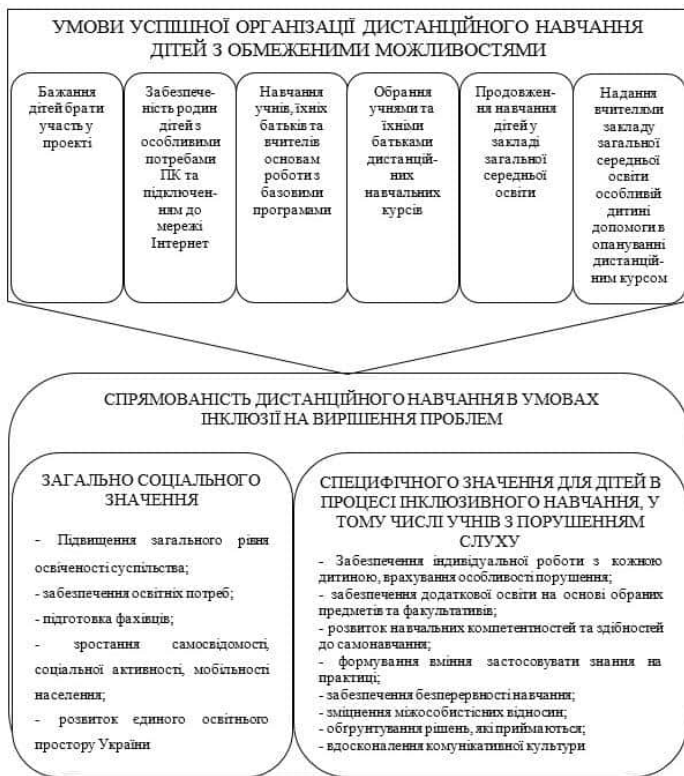 УМОВИ УСПІШНОЇ ОРГАНІЗАЦІЇ ДИСТАНЦІЙНОГО НАВЧАННЯ
ДІТЕЙ З ОБМЕЖЕНИМИ МОЖЛИВОСТЯМИ
Бажання
дітей брати
участь у
проекті
Забезпече-
ність родин
дітей з
особливими
потребами
ПК та
підключен-
ням до
мережі
Інтернет
Навчання
учнів, їхніх
батьків та
вчителів
основам
роботи з
базовими
програмами
Обрання
учнями та
їхніми
батьками
дистанцій-
них
навчальних
курсів
Продовжен-
ня навчання
дітей у
закладі
загальної
середньої
освіти
Надання
вчителями
закладу
загальної
середньої
освіти
особливій
дитині
допомоги в
опануванні
дистанцій-
ним курсом
СПРЯМОВАНІСТЬ ДИСТАНЦІЙНОГО НАВЧАННЯ В УМОВАХ
ІНКЛЮЗІЇ НА ВИРІШЕННЯ ПРОБЛЕМ
ЗАГАЛЬНО СОЦІАЛЬНОГО
ЗНАЧЕННЯ
- Підвищення загального рівня
освіченості суспільства;
- забезпечення освітніх потреб;
- підготовка фахівців;
- зростання самосвідомості,
соціальної активності, мобільності
населення;
- розвиток єдиного освітнього
простору України
СПЕЦИФІЧНОГО ЗНАЧЕННЯ ДЛЯ ДІТЕЙ В
ПРОЦЕСІ ІНКЛЮЗИВНОГО НАВЧАННЯ, У
ТОМУ ЧИСЛІ УЧНІВ З ПОРУШЕННЯМ
СЛУХУ
- Забезпечення індивідуальної роботи з кожною
дитиною, врахування особливості порушення;
- забезпечення додаткової освіти на основі обраних
предметів та факультативів;
- розвиток навчальних компетентностей та здібностей
до самонавчання;
- формування вміння застосовувати знання на
практиці;
- забезпечення безперервності навчання;
- зміцнення міжособистісних відносин;
- обґрунтування рішень, які приймаються;
- вдосконалення комунікативної культури